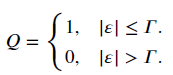 Q = { 1, |ε| ≤ Γ.
0, |ε| > Γ.